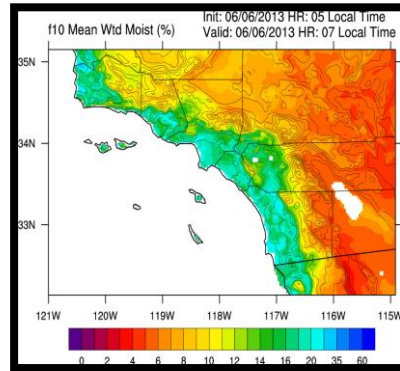 Init: 06/06/2013 HR: 05 Local Time
f10 Mean Wtd Moist (%) Valid: 06/06/2013 HR: 07 Local Time
35N
34N
33N
121W 120W 119W 118W 117W 116W 115W
0 2 4 6 8 10 12 14 16 20 35 60